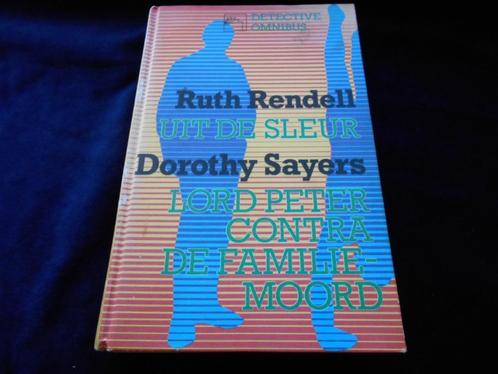 DETECTIVE
OMNIBUS
Ruth Rendell
UIT DE SLEUR
Dorothy Sayers
LORD PETER
CONTRA
DE FAMILIE-
MOORD